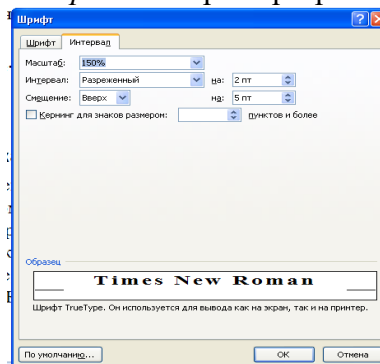 Шрифт
Шрифт Интервал
Масштаб: 150%
Интервал: Разреженный на: 2 пт
Смещение: Вверх на: 5 пт
Кернинг для знаков размером: пунктов и более
Образец
Times New Roman
Шрифт TrueType. Он используется для вывода как на экран, так и на принтер.
По умолчанию... ОК Отмена